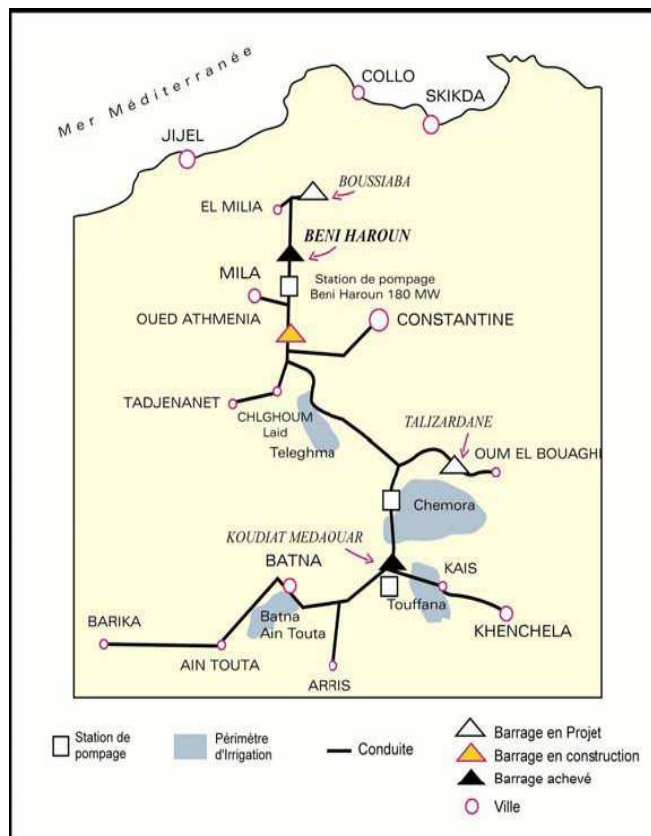 Mer Méditerranée
COLLO
SKIKDA
JIJEL
BOUSSIABA
EL MILIA
BENI HAROUN
MILA
Station de pompage
Beni Haroun 180 MW
OUED ATHMENIA
CONSTANTINE
TADJENANET
CHLGHOUM
Laid
Teleghma
TALIZARDANE
OUM EL BOUAGHI
Chemora
KOUDIAT MEDAOUAR
BATNA
KAIS
Touffana
Batna
Ain Touta
BARIKA
KHENCHELA
AIN TOUTA
ARRIS
Station de
pompage
Périmètre
d'Irrigation
Conduite
Barrage en Projet
Barrage en construction
Barrage achevé
Ville